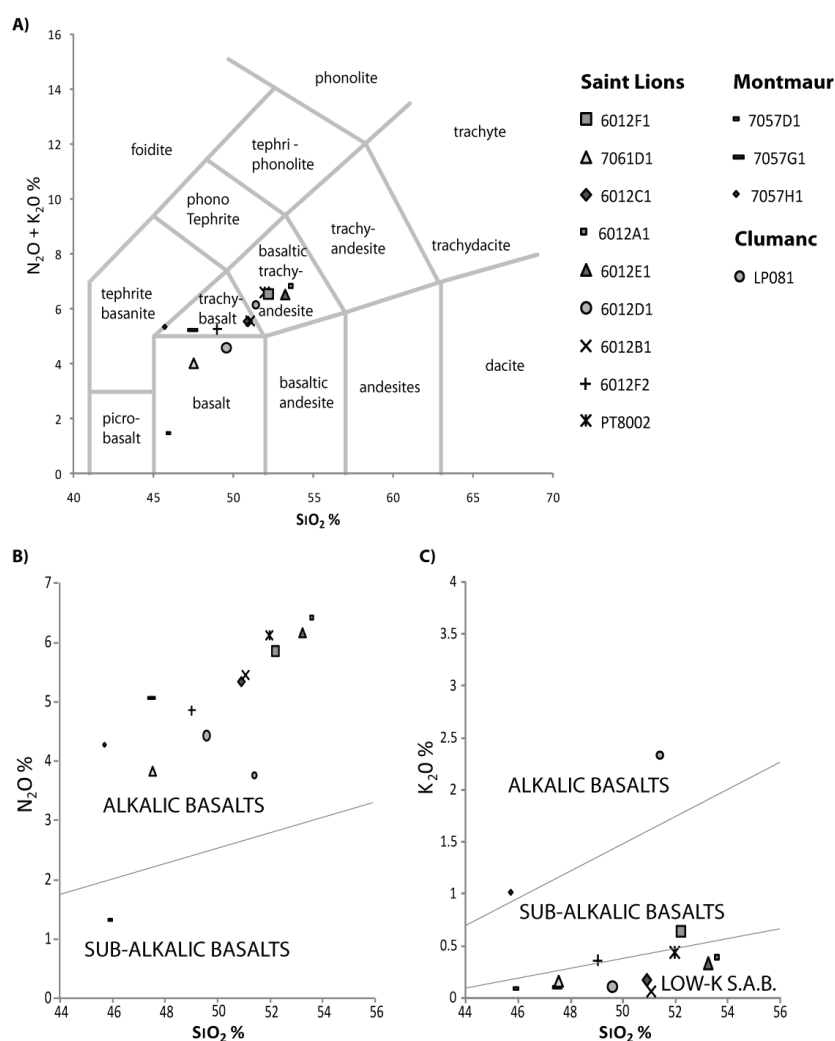 A)
16
14
12
10
8
6
4
2
0
N2O + K20 %
phonolite
foidite
tephri -
phonolite
trachyte
phono
Tephrite
trachy-
andesite
trachydacite
tephrite
basanite
basaltic
trachy-
andesite
trachy-
basalt
picro-
basalt
basalt
basaltic
andesite
andesites
dacite
40 45 50 55 60 65 70
SIO2 %
Saint Lions
6012F1
7061D1
6012C1
6012A1
6012E1
6012D1
6012B1
6012F2
PT8002
Montmaur
7057D1
7057G1
7057H1
Clumanc
LP081
B)
7
6
5
4
3
2
1
0
N2O %
ALKALIC BASALTS
SUB-ALKALIC BASALTS
44 46 48 50 52 54 56
SIO2 %
C)
4
3.5
3
2.5
2
1.5
1
0.5
0
K20 %
ALKALIC BASALTS
SUB-ALKALIC BASALTS
LOW-K S.A.B.
44 46 48 50 52 54 56
SIO2 %